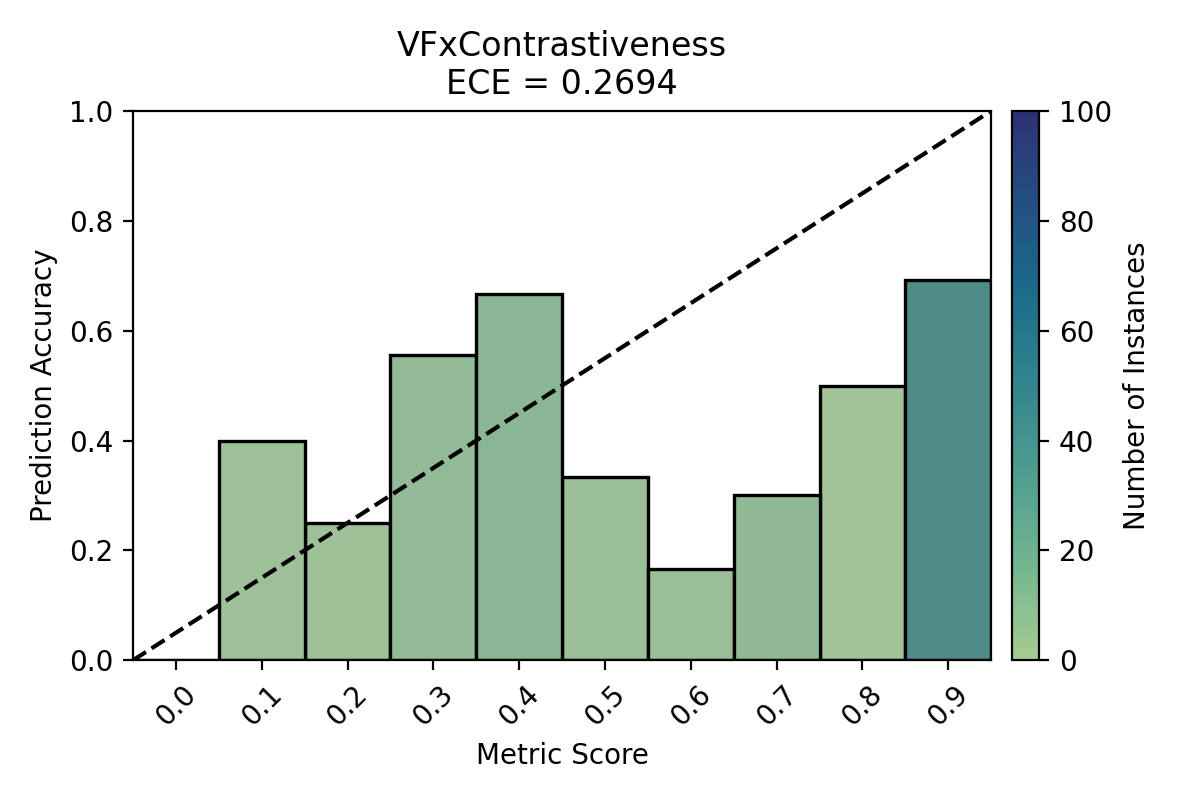 VFxContrastiveness
ECE = 0.2694
1.0
0.8
0.6
0.4
0.2
0.0
Prediction Accuracy
0.0 0.1 0.2 0.3 0.4 0.5 0.6 0.7 0.8 0.9
Metric Score
100
80
60
40
20
0
Number of Instances